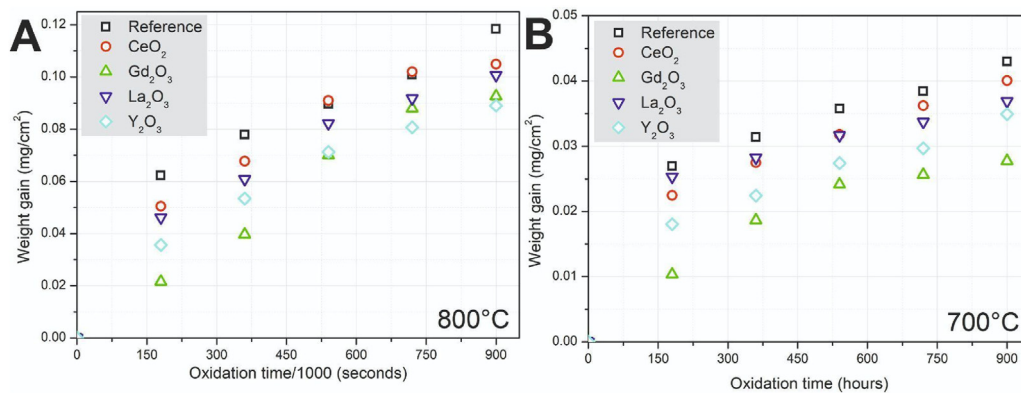 A
Reference
CeO₂
Gd₂O₃
La₂O₃
Y₂O₃
0.12
0.10
0.08
0.06
0.04
0.02
0.00
Weight gain (mg/cm²)
800°C
0 150 300 450 600 750 900
Oxidation time/1000 (seconds)
B
Reference
CeO₂
Gd₂O₃
La₂O₃
Y₂O₃
0.05
0.04
0.03
0.02
0.01
0.00
Weight gain (mg/cm²)
700°C
0 150 300 450 600 750 900
Oxidation time (hours)